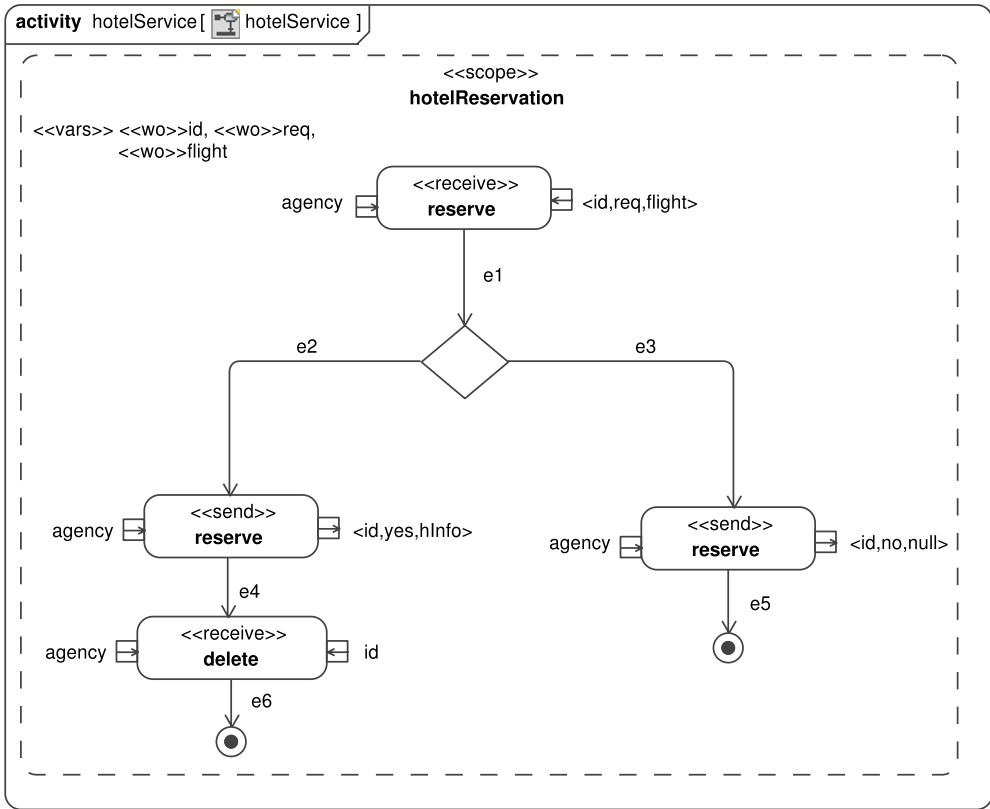 activity hotelService[ hotelService ]
<<scope>>
hotelReservation
<<vars>> <<wo>>id, <<wo>>req,
<<wo>>flight
<<receive>>
reserve
agency
<id,req,flight>
e1
e2
e3
<<send>>
reserve
agency
<id,yes,hInfo>
<<send>>
reserve
agency
<id,no,null>
e4
e5
<<receive>>
delete
agency
id
e6